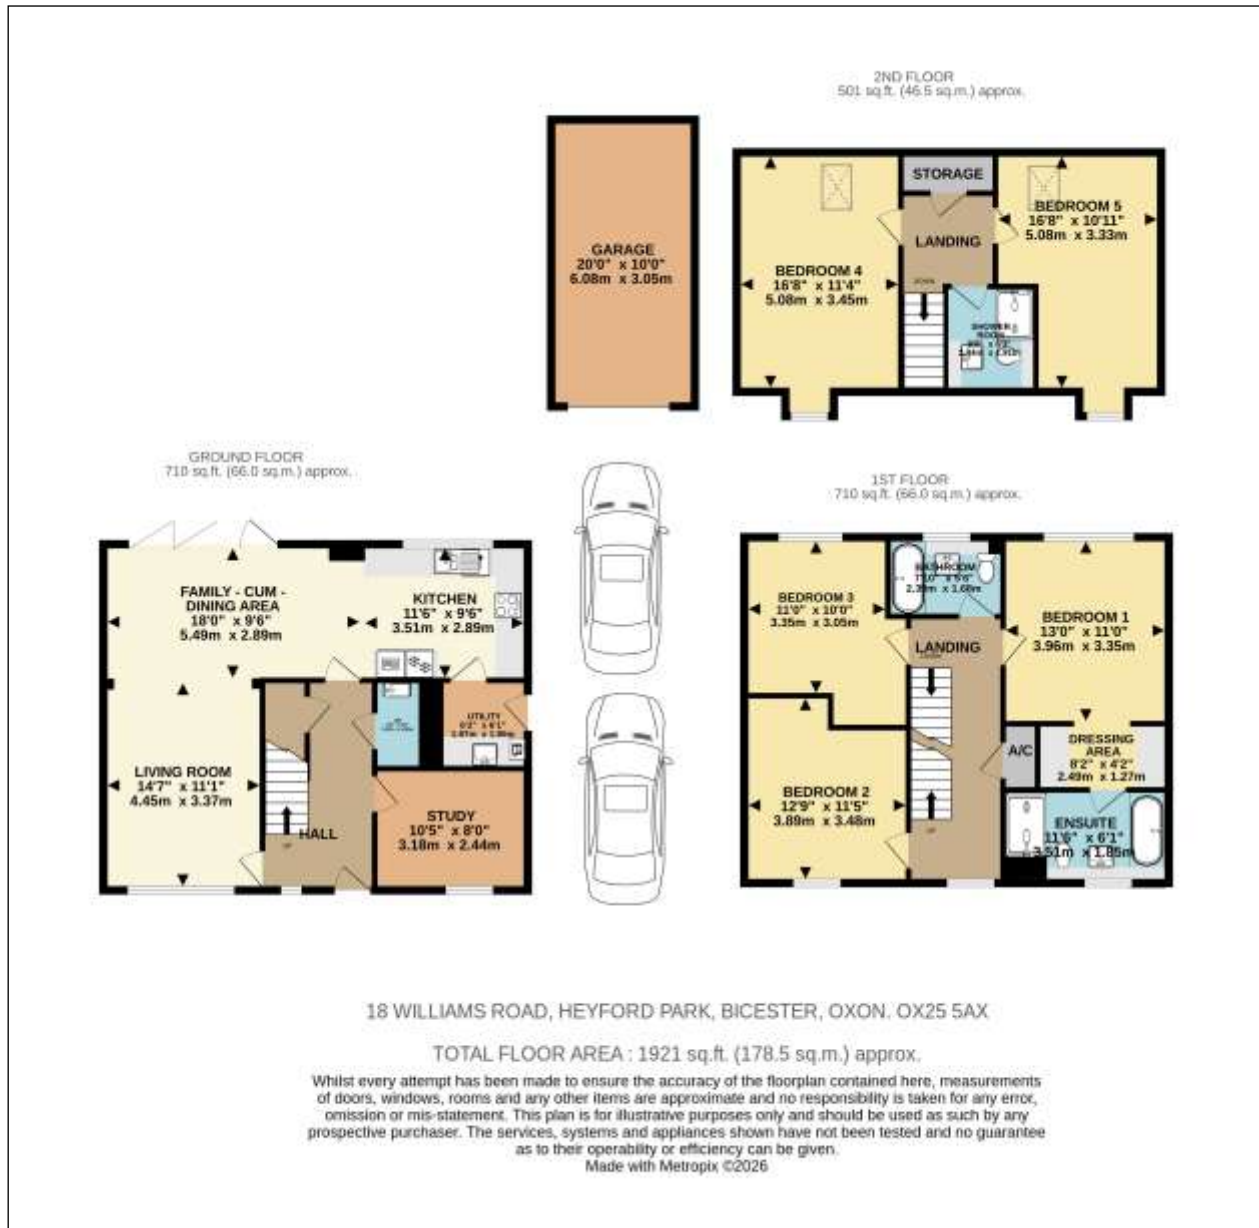 2ND FLOOR
501 sq.ft. (46.5 sq.m.) approx.
GARAGE
20'0" x 10'0"
6.08m x 3.05m
STORAGE
LANDING
DOWN
BEDROOM 4
16'8" x 11'4"
5.08m x 3.45m
BEDROOM 5
16'8" x 10'11"
5.08m x 3.33m
SHOWER
ROOM
GROUND FLOOR
710 sq.ft. (66.0 sq.m.) approx.
FAMILY - CUM -
DINING AREA
18'0" x 9'6"
5.49m x 2.89m
KITCHEN
11'6" x 9'6"
3.51m x 2.89m
UTILITY
LIVING ROOM
14'7" x 11'1"
4.45m x 3.37m
UP
HALL
STUDY
10'5" x 8'0"
3.18m x 2.44m
1ST FLOOR
710 sq.ft. (66.0 sq.m.) approx.
BATHROOM
BEDROOM 3
11'0" x 10'0"
3.35m x 3.05m
BEDROOM 1
13'0" x 11'0"
3.96m x 3.35m
LANDING
A/C
DRESSING
AREA
8'2" x 4'2"
2.49m x 1.27m
BEDROOM 2
12'9" x 11'5"
3.89m x 3.48m
UP
ENSUITE
11'6" x 6'1"
3.51m x 1.85m
18 WILLIAMS ROAD, HEYFORD PARK, BICESTER, OXON. OX25 5AX
TOTAL FLOOR AREA : 1921 sq.ft. (178.5 sq.m.) approx.
Whilst every attempt has been made to ensure the accuracy of the floorplan contained here, measurements
of doors, windows, rooms and any other items are approximate and no responsibility is taken for any error,
omission or mis-statement. This plan is for illustrative purposes only and should be used as such by any
prospective purchaser. The services, systems and appliances shown have not been tested and no guarantee
as to their operability or efficiency can be given.
Made with Metropix ©2026